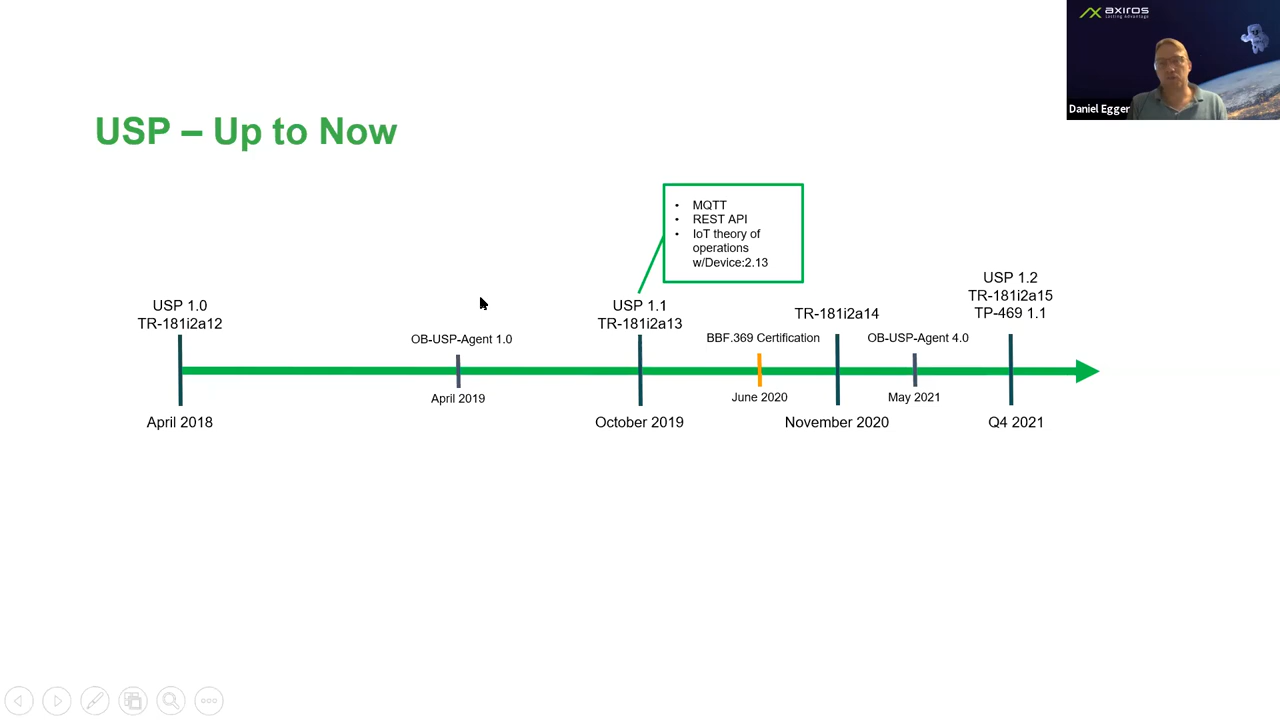 axiros
Lasting Advantage
Daniel Egger
USP – Up to Now
• MQTT
• REST API
• IoT theory of
operations
w/Device:2.13
USP 1.0
TR-181i2a12
OB-USP-Agent 1.0
USP 1.1
TR-181i2a13
BBF.369 Certification
TR-181i2a14
OB-USP-Agent 4.0
USP 1.2
TR-181i2a15
TP-469 1.1
April 2018
April 2019
October 2019
June 2020
November 2020
May 2021
Q4 2021